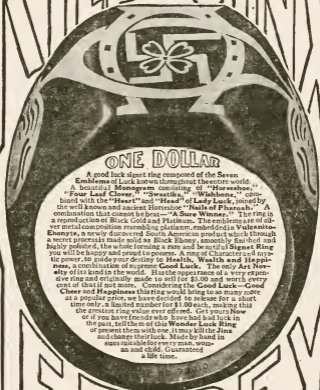 ONE DOLLAR
A good luck signet ring composed of the Seven
Emblems of Luck known throughout the entire world:
A beautiful Monogram consisting of "Horseshoe,"
"Four Leaf Clover," "Swastika," "Wishbone," com-
bined with the "Heart" and "Head" of Lady Luck, joined by
the well known and ancient Horseshoe "Nails of Pharaoh." A
combination that cannot be beat—"A Sure Winner." The ring is
a reproduction of Black Gold and Platinum. The emblems are of sil-
ver metal composition resembling platinum, embedded in Vulcanito-
Ebonyte, a newly discovered South American product which through
a secret process is made solid as Black Ebony, smoothly finished and
highly polished, the whole forming a rare and beautiful Signet Ring
you will be happy and proud to possess. A ring of Character and mys-
tic power, to guide your destiny to Health, Wealth and Happi-
ness, a combination of supreme Good Luck. The only Art Nov-
elty of its kind in the world. Has the appearance of a very expen-
sive ring and originally made to sell for $5.00 and worth every
cent of that if not more. Considering the Good Luck—Good
Cheer and Happiness this ring would bring to so many more
at a popular price, we have decided to release for a short
time only, a limited number for $1.00 each, making this
the greatest ring value ever offered. Get yours Now
or if you have friends who have had bad luck in
the past, tell them of this Wonder Luck Ring
or present them with one, it may kill the Jinx
and change their luck. Made by hand in
sizes suitable for every man, wom-
an and child. Guaranteed
a life time.